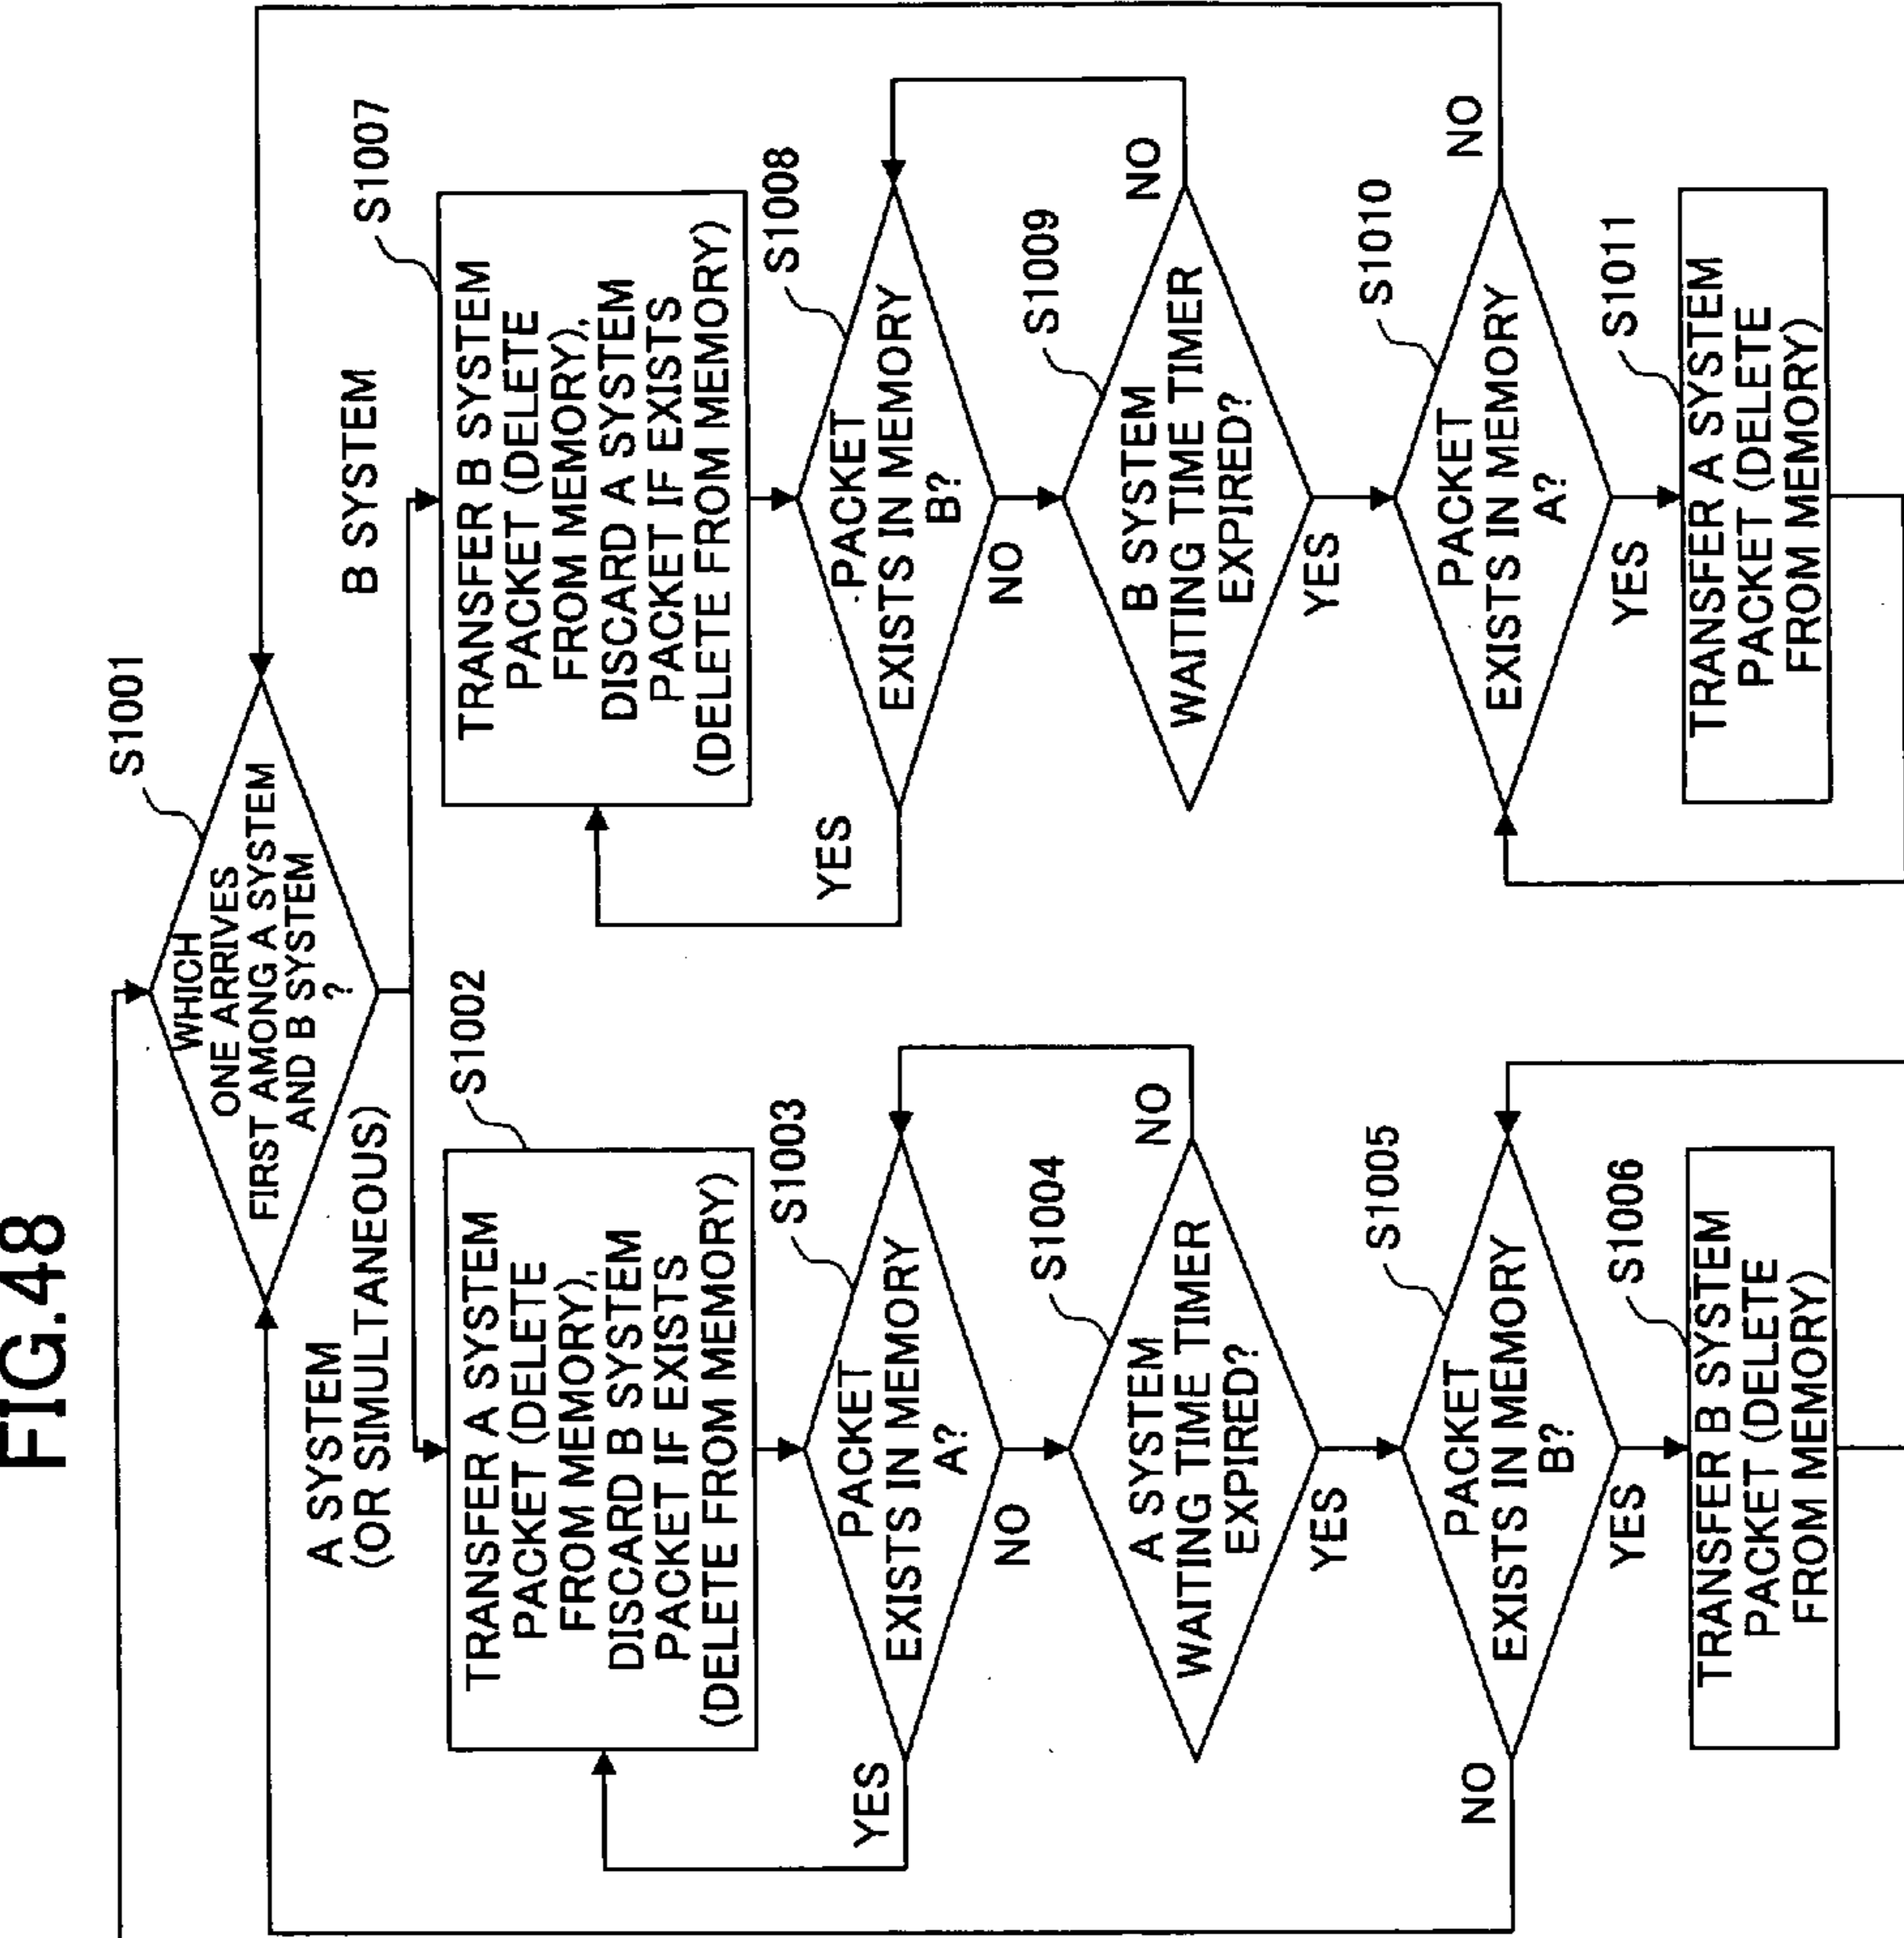 FIG.48
S1001
WHICH
ONE ARRIVES
FIRST AMONG A SYSTEM
AND B SYSTEM
?
A SYSTEM
(OR SIMULTANEOUS)
S1002
TRANSFER A SYSTEM
PACKET (DELETE
FROM MEMORY),
DISCARD B SYSTEM
PACKET IF EXISTS
(DELETE FROM MEMORY)
S1003
PACKET
EXISTS IN MEMORY
A?
YES
NO
S1004
A SYSTEM
WAITING TIME TIMER
EXPIRED?
NO
YES
S1005
PACKET
EXISTS IN MEMORY
B?
NO
YES
S1006
TRANSFER B SYSTEM
PACKET (DELETE
FROM MEMORY)
B SYSTEM
S1007
TRANSFER B SYSTEM
PACKET (DELETE
FROM MEMORY),
DISCARD A SYSTEM
PACKET IF EXISTS
(DELETE FROM MEMORY)
S1008
PACKET
EXISTS IN MEMORY
B?
YES
NO
S1009
B SYSTEM
WAITING TIME TIMER
EXPIRED?
NO
YES
S1010
PACKET
EXISTS IN MEMORY
A?
NO
YES
S1011
TRANSFER A SYSTEM
PACKET (DELETE
FROM MEMORY)